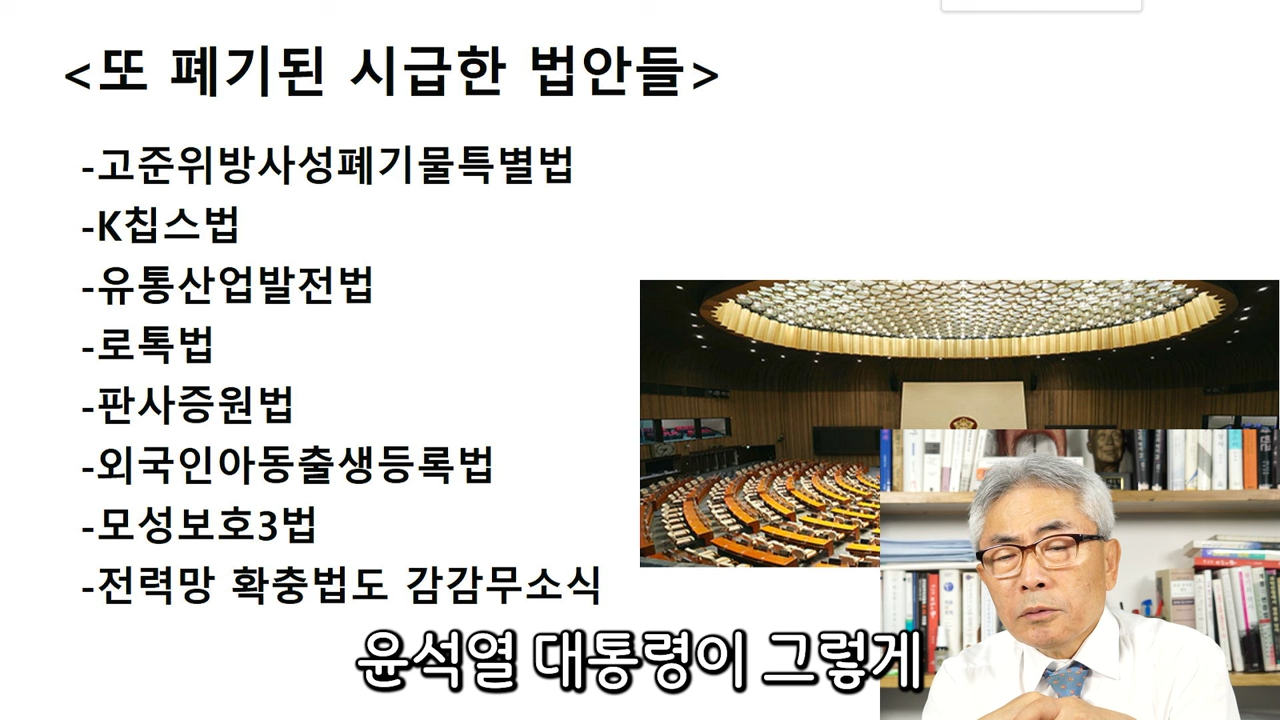 <또 폐기된 시급한 법안들>
-고준위방사성폐기물특별법
-K칩스법
-유통산업발전법
-로톡법
-판사증원법
-외국인아동출생등록법
-모성보호3법
-전력망 확충법도 감감무소식
윤석열 대통령이 그렇게